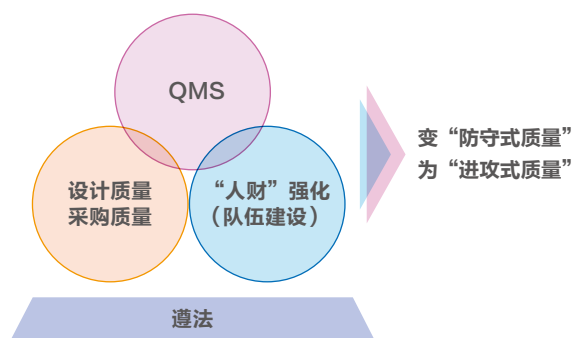 QMS
设计质量
采购质量
“人财”强化
（队伍建设）
变“防守式质量”
为“进攻式质量”
遵法